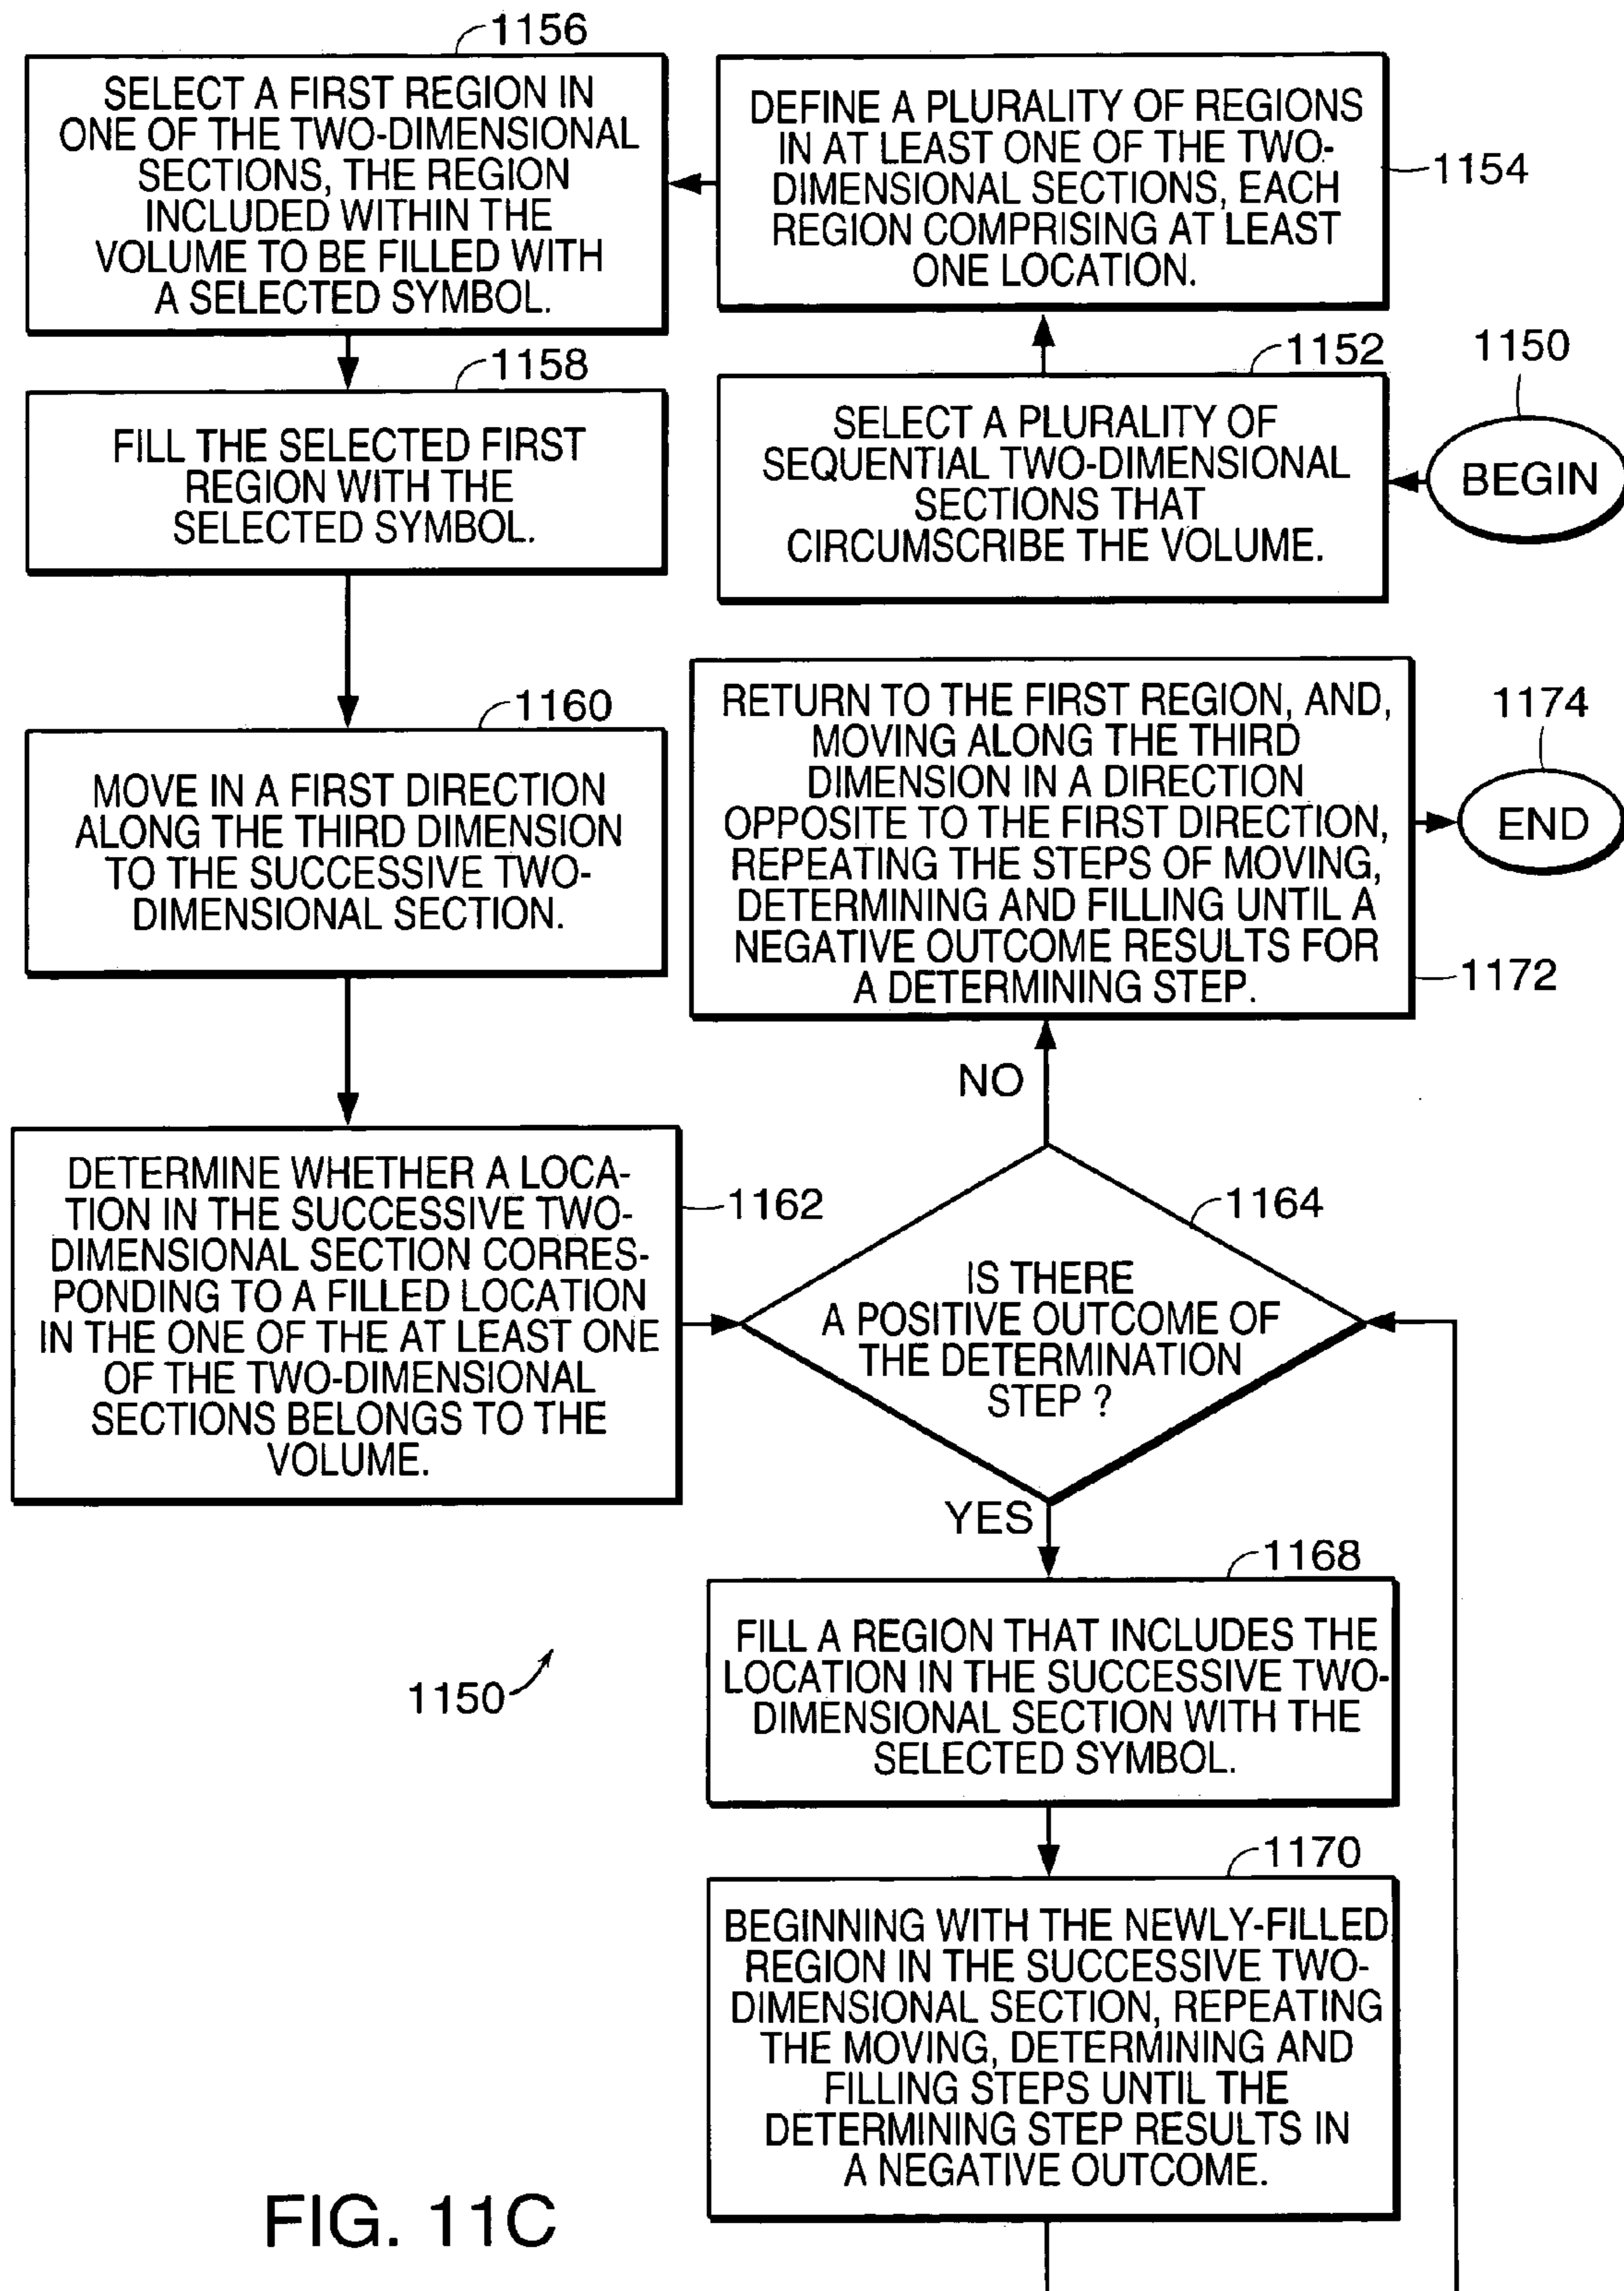 1150
BEGIN
1152
SELECT A PLURALITY OF
SEQUENTIAL TWO-DIMENSIONAL
SECTIONS THAT
CIRCUMSCRIBE THE VOLUME.
DEFINE A PLURALITY OF REGIONS
IN AT LEAST ONE OF THE TWO-
DIMENSIONAL SECTIONS, EACH
REGION COMPRISING AT LEAST
ONE LOCATION.
1154
1156
SELECT A FIRST REGION IN
ONE OF THE TWO-DIMENSIONAL
SECTIONS, THE REGION
INCLUDED WITHIN THE
VOLUME TO BE FILLED WITH
A SELECTED SYMBOL.
1158
FILL THE SELECTED FIRST
REGION WITH THE
SELECTED SYMBOL.
1160
MOVE IN A FIRST DIRECTION
ALONG THE THIRD DIMENSION
TO THE SUCCESSIVE TWO-
DIMENSIONAL SECTION.
DETERMINE WHETHER A LOCA-
TION IN THE SUCCESSIVE TWO-
DIMENSIONAL SECTION CORRES-
PONDING TO A FILLED LOCATION
IN THE ONE OF THE AT LEAST ONE
OF THE TWO-DIMENSIONAL
SECTIONS BELONGS TO THE
VOLUME.
1162
1164
IS THERE
A POSITIVE OUTCOME OF
THE DETERMINATION
STEP ?
NO
RETURN TO THE FIRST REGION, AND,
MOVING ALONG THE THIRD
DIMENSION IN A DIRECTION
OPPOSITE TO THE FIRST DIRECTION,
REPEATING THE STEPS OF MOVING,
DETERMINING AND FILLING UNTIL A
NEGATIVE OUTCOME RESULTS FOR
A DETERMINING STEP.
1172
1174
END
YES
1168
FILL A REGION THAT INCLUDES THE
LOCATION IN THE SUCCESSIVE TWO-
DIMENSIONAL SECTION WITH THE
SELECTED SYMBOL.
1170
BEGINNING WITH THE NEWLY-FILLED
REGION IN THE SUCCESSIVE TWO-
DIMENSIONAL SECTION, REPEATING
THE MOVING, DETERMINING AND
FILLING STEPS UNTIL THE
DETERMINING STEP RESULTS IN
A NEGATIVE OUTCOME.
1150
FIG. 11C